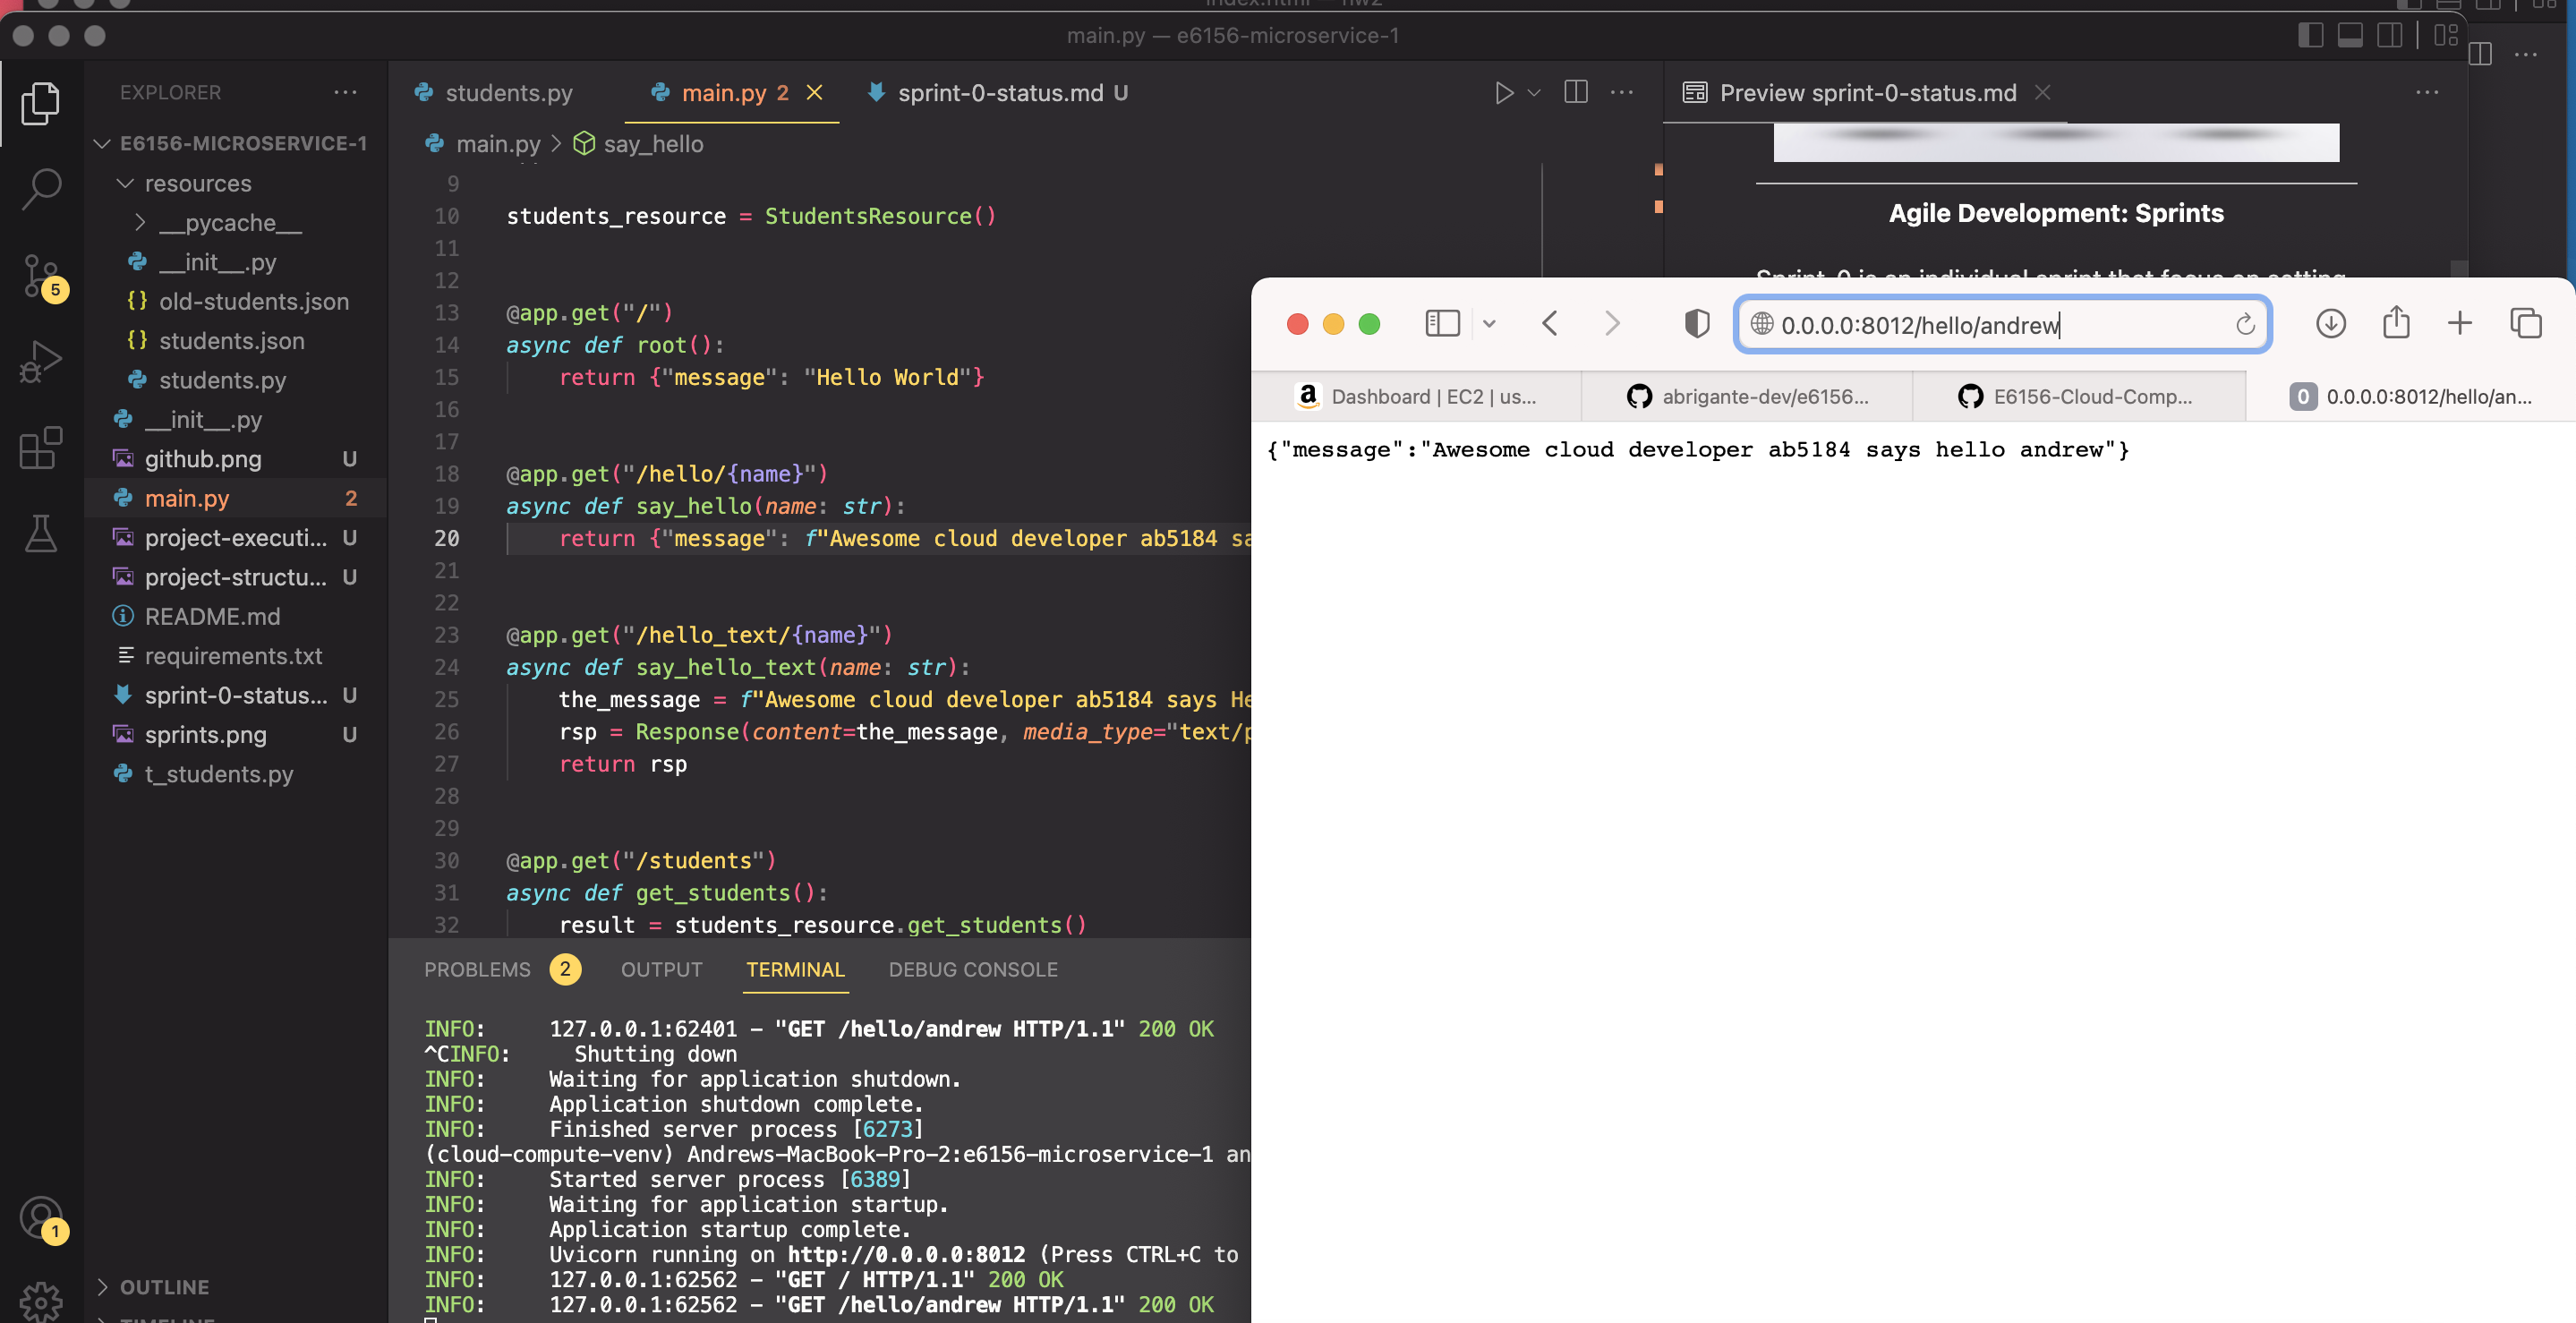 main.py — e6156-microservice-1
EXPLORER
E6156-MICROSERVICE-1
resources
__pycache__
__init__.py
old-students.json
students.json
students.py
__init__.py
github.png U
main.py 2
project-executi... U
project-structu... U
README.md
requirements.txt
sprint-0-status... U
sprints.png U
t_students.py
OUTLINE
5
1
students.py
main.py 2
sprint-0-status.md U
main.py > say_hello
9
10 students_resource = StudentsResource()
11
12
13 @app.get("/")
14 async def root():
15 return {"message": "Hello World"}
16
17
18 @app.get("/hello/{name}")
19 async def say_hello(name: str):
20 return {"message": f"Awesome cloud developer ab5184 sa
21
22
23 @app.get("/hello_text/{name}")
24 async def say_hello_text(name: str):
25 the_message = f"Awesome cloud developer ab5184 says He
26 rsp = Response(content=the_message, media_type="text/p
27 return rsp
28
29
30 @app.get("/students")
31 async def get_students():
32 result = students_resource.get_students()
PROBLEMS 2 OUTPUT TERMINAL DEBUG CONSOLE
INFO: 127.0.0.1:62401 - "GET /hello/andrew HTTP/1.1" 200 OK
^CINFO: Shutting down
INFO: Waiting for application shutdown.
INFO: Application shutdown complete.
INFO: Finished server process [6273]
(cloud-compute-venv) Andrews-MacBook-Pro-2:e6156-microservice-1 an
INFO: Started server process [6389]
INFO: Waiting for application startup.
INFO: Application startup complete.
INFO: Uvicorn running on http://0.0.0.0:8012 (Press CTRL+C to
INFO: 127.0.0.1:62562 - "GET / HTTP/1.1" 200 OK
INFO: 127.0.0.1:62562 - "GET /hello/andrew HTTP/1.1" 200 OK
Preview sprint-0-status.md
Agile Development: Sprints
Sprint-0 is an individual sprint that focus on setting
0.0.0.0:8012/hello/andrew
Dashboard | EC2 | us...
abrigante-dev/e6156...
E6156-Cloud-Comp...
0 0.0.0.0:8012/hello/an...
{"message":"Awesome cloud developer ab5184 says hello andrew"}